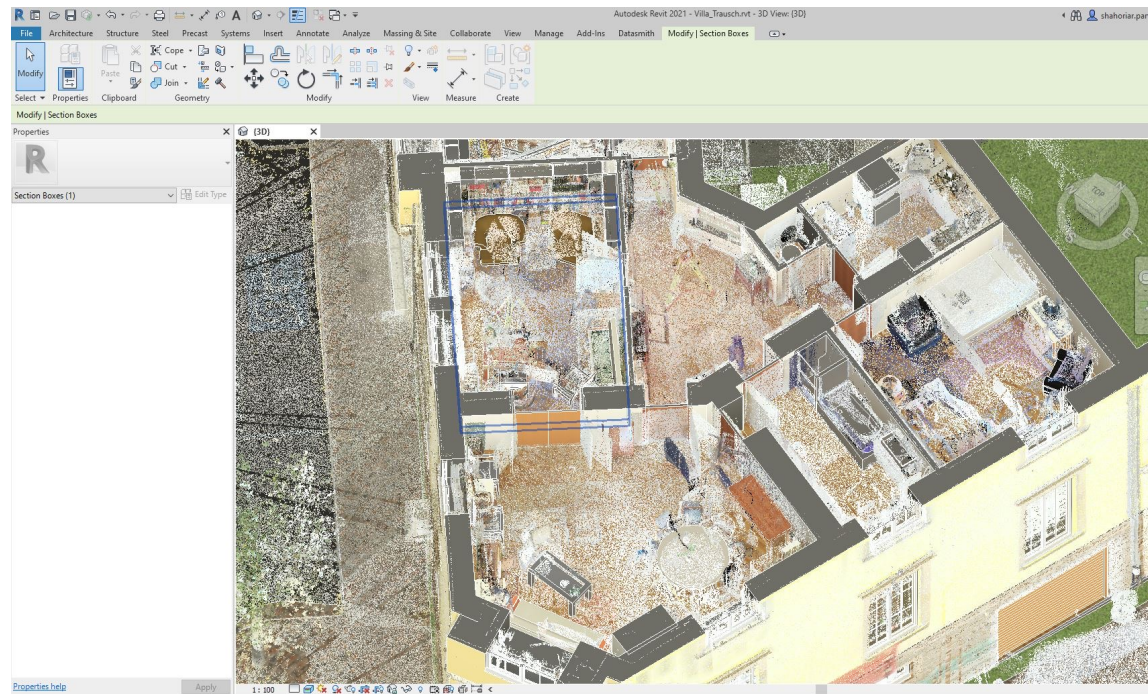 Autodesk Revit 2021 - Villa_Trausch.rvt - 3D View: {3D}
shahoriar.par
File Architecture Structure Steel Precast Systems Insert Annotate Analyze Massing & Site Collaborate View Manage Add-Ins Datasmith Modify | Section Boxes
Modify
Paste
Cope
Cut
Join
Select Properties Clipboard Geometry Modify View Measure Create
Modify | Section Boxes
Properties
{3D}
R
Section Boxes (1)
Edit Type
TOP
Properties help
Apply
1 : 100